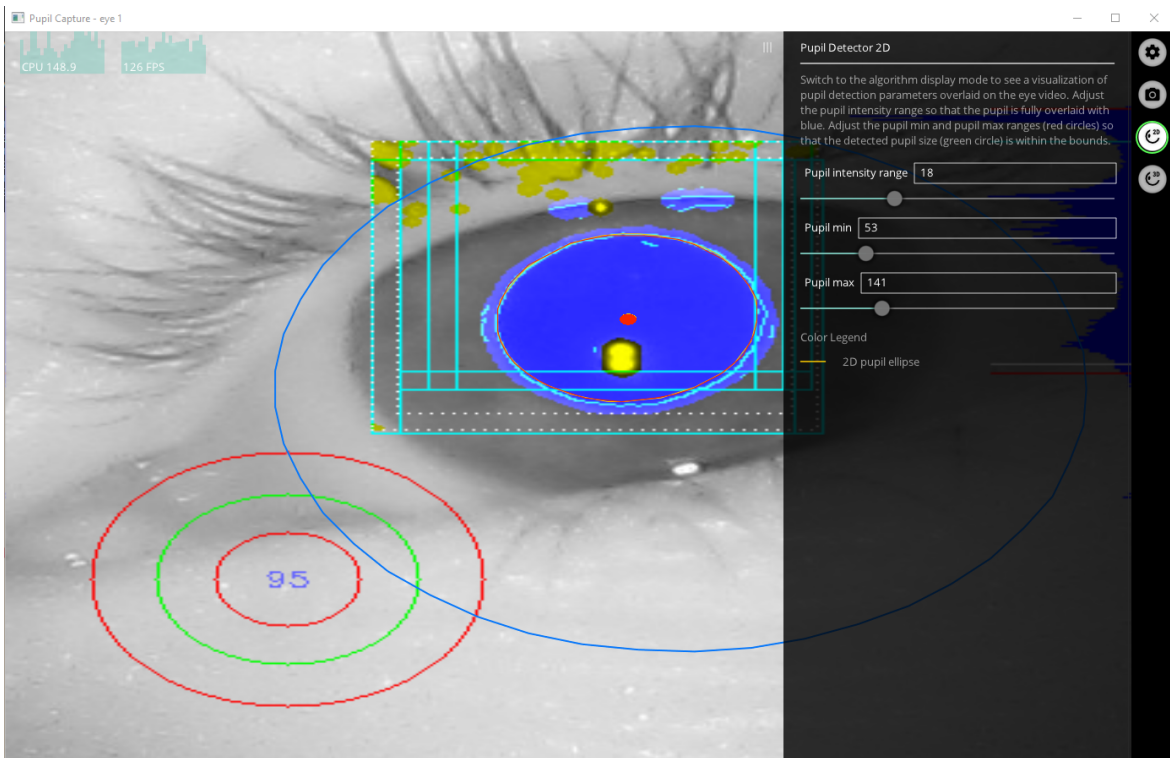 Pupil Capture - eye 1
CPU 148.9
126 FPS
Pupil Detector 2D
Switch to the algorithm display mode to see a visualization of
pupil detection parameters overlaid on the eye video. Adjust
the pupil intensity range so that the pupil is fully overlaid with
blue. Adjust the pupil min and pupil max ranges (red circles) so
that the detected pupil size (green circle) is within the bounds.
Pupil intensity range 18
Pupil min 53
Pupil max 141
Color Legend
2D pupil ellipse
2D
3D
95